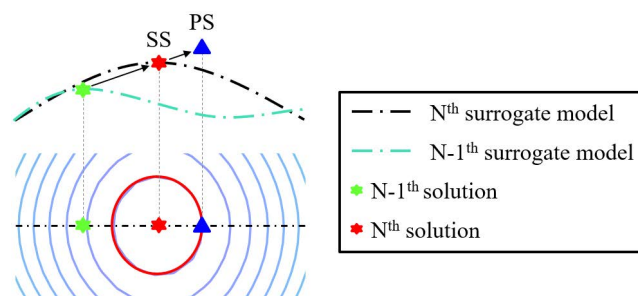 PS
SS
Nᵗʰ surrogate model
N-1ᵗʰ surrogate model
N-1ᵗʰ solution
Nᵗʰ solution